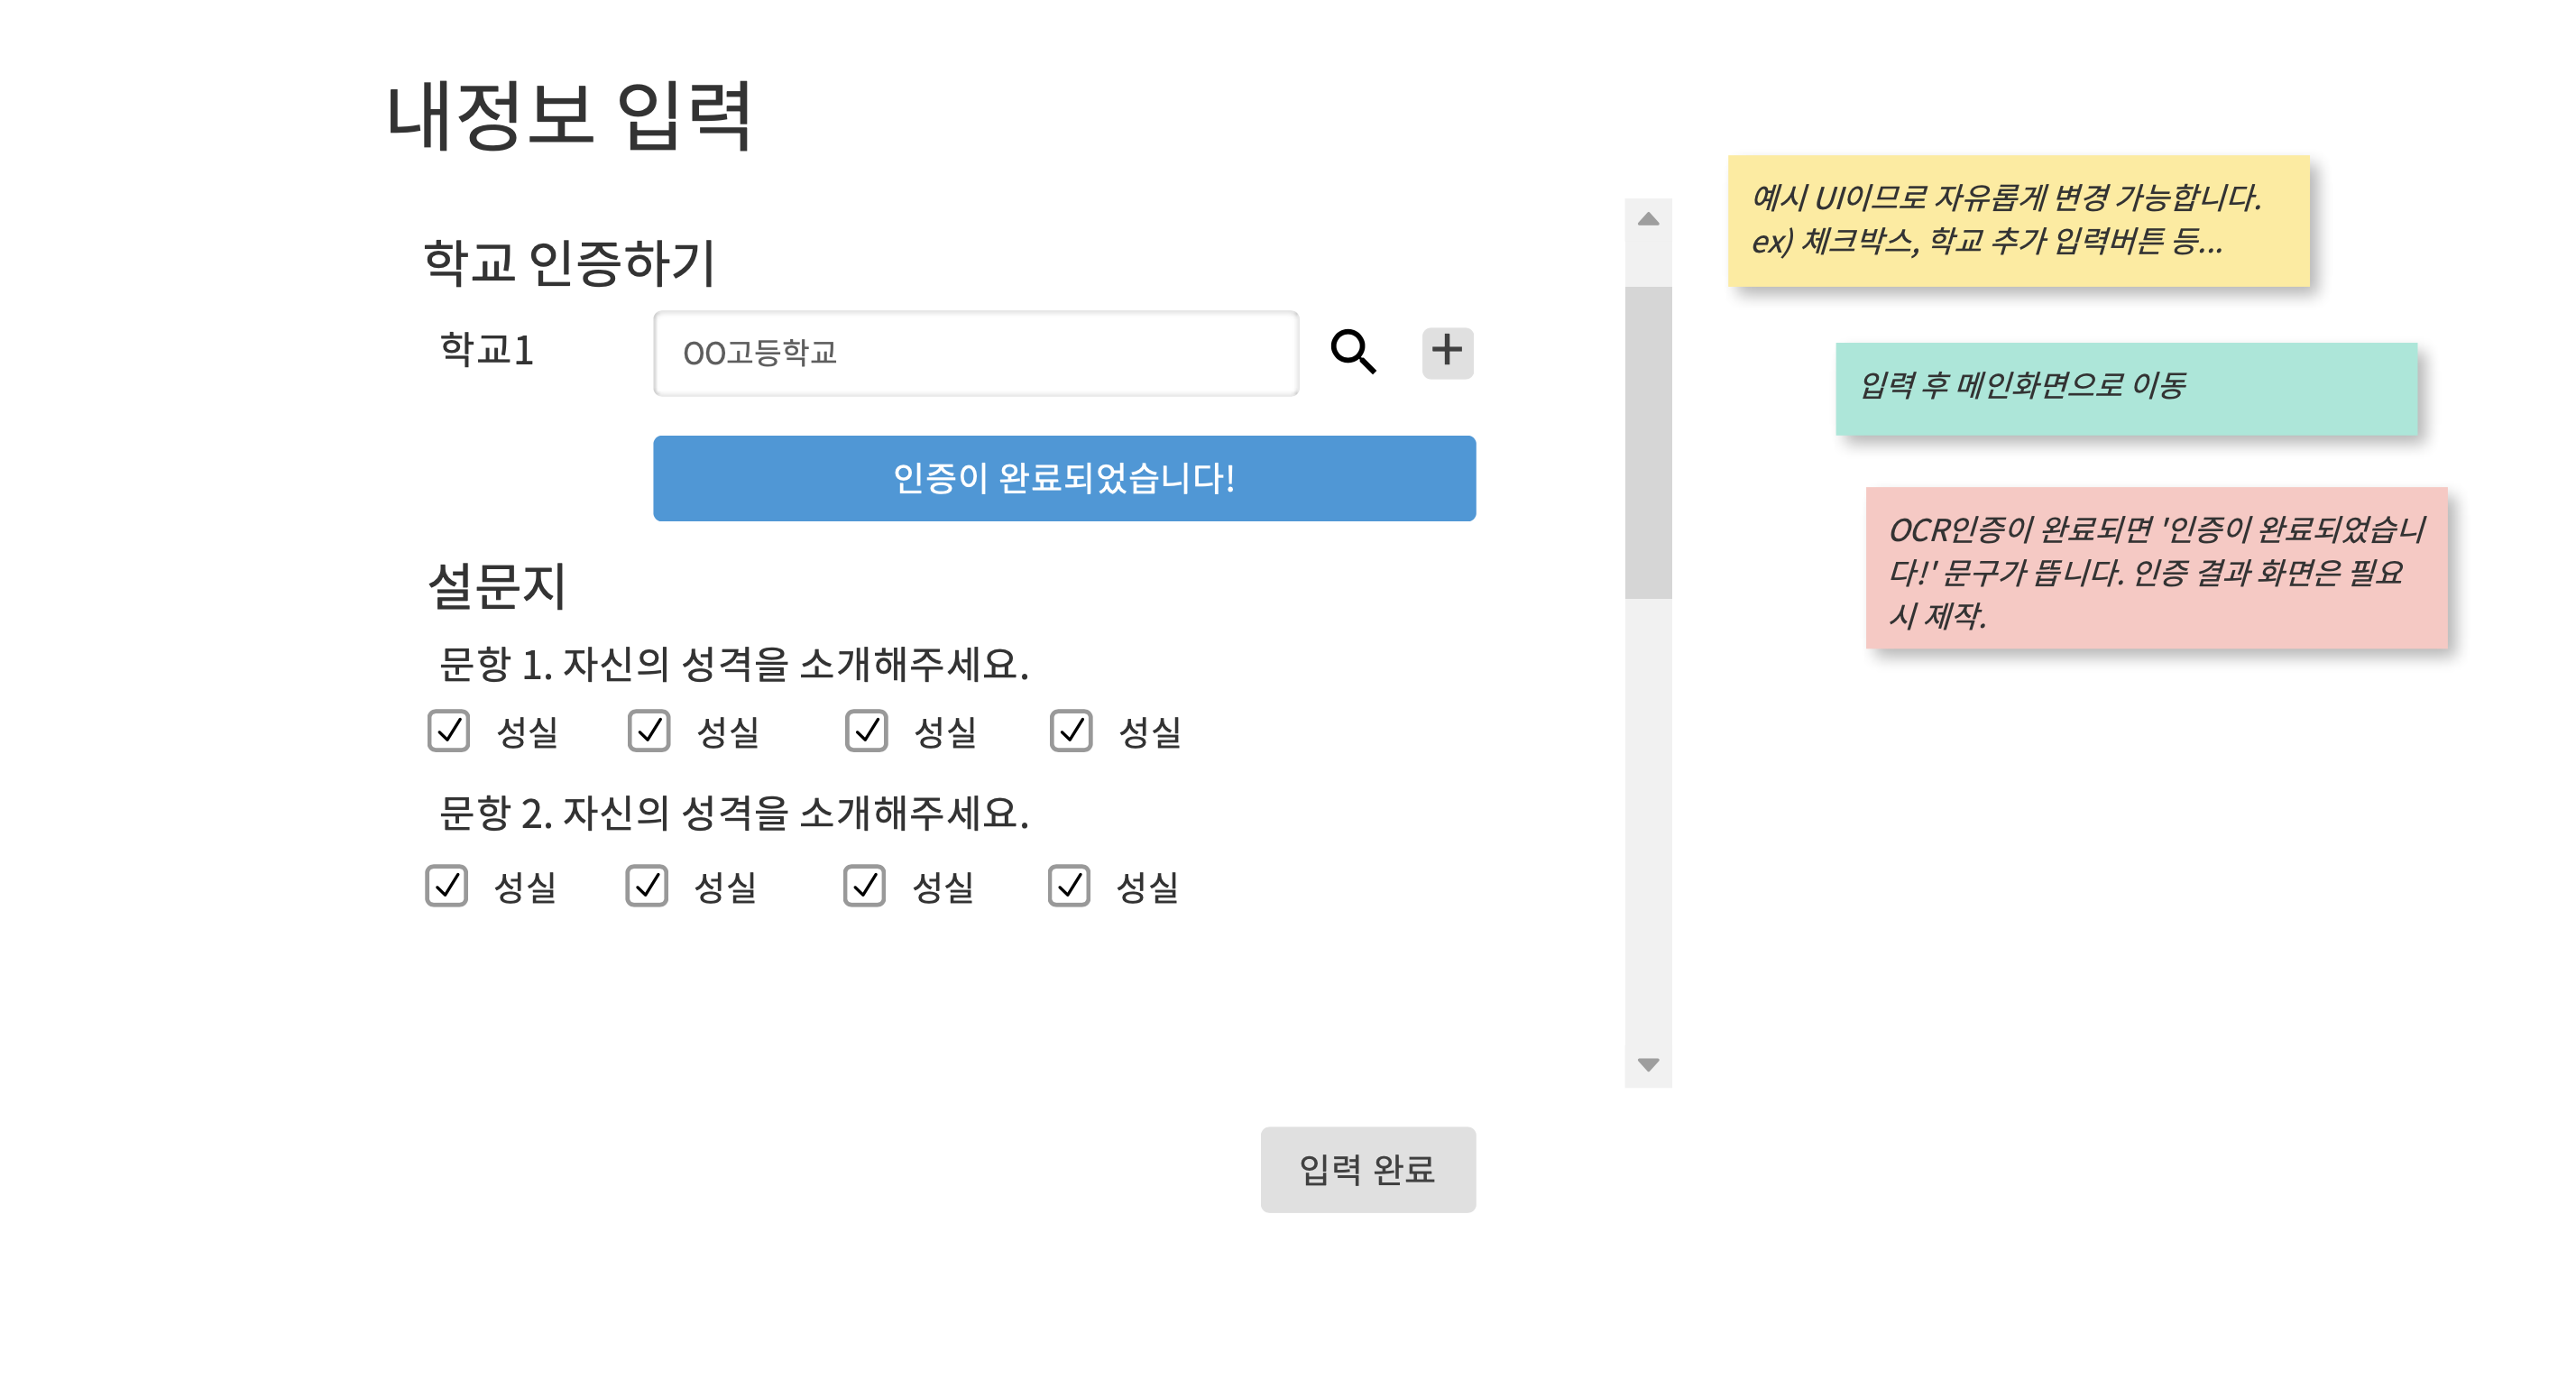 내정보 입력
학교 인증하기
학교1
OO고등학교
인증이 완료되었습니다!
설문지
문항 1. 자신의 성격을 소개해주세요.
성실 성실 성실 성실
문항 2. 자신의 성격을 소개해주세요.
성실 성실 성실 성실
입력 완료
예시 UI이므로 자유롭게 변경 가능합니다.
ex) 체크박스, 학교 추가 입력버튼 등...
입력 후 메인화면으로 이동
OCR인증이 완료되면 '인증이 완료되었습니
다!' 문구가 뜹니다. 인증 결과 화면은 필요
시 제작.